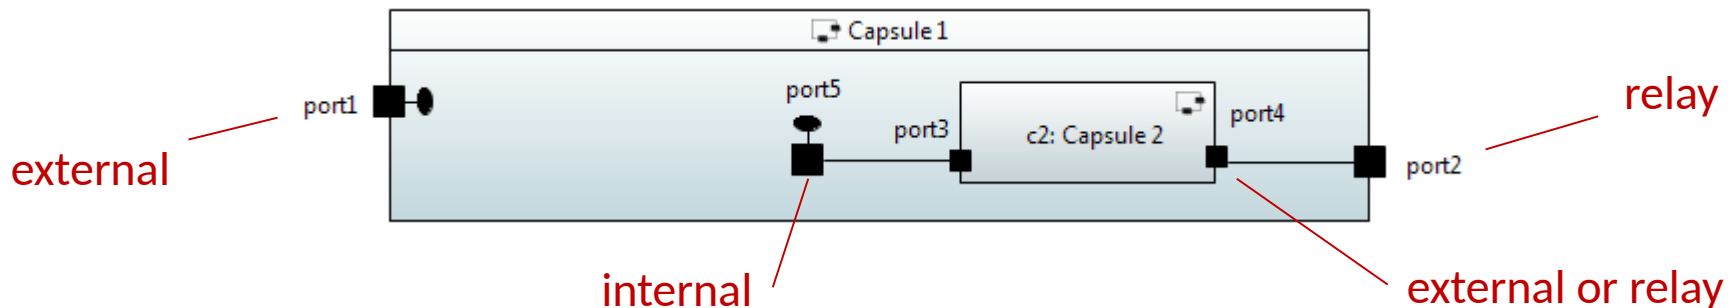 Capsule 1
port1
port5
port3
c2: Capsule 2
port4
port2
relay
external
internal
external or relay